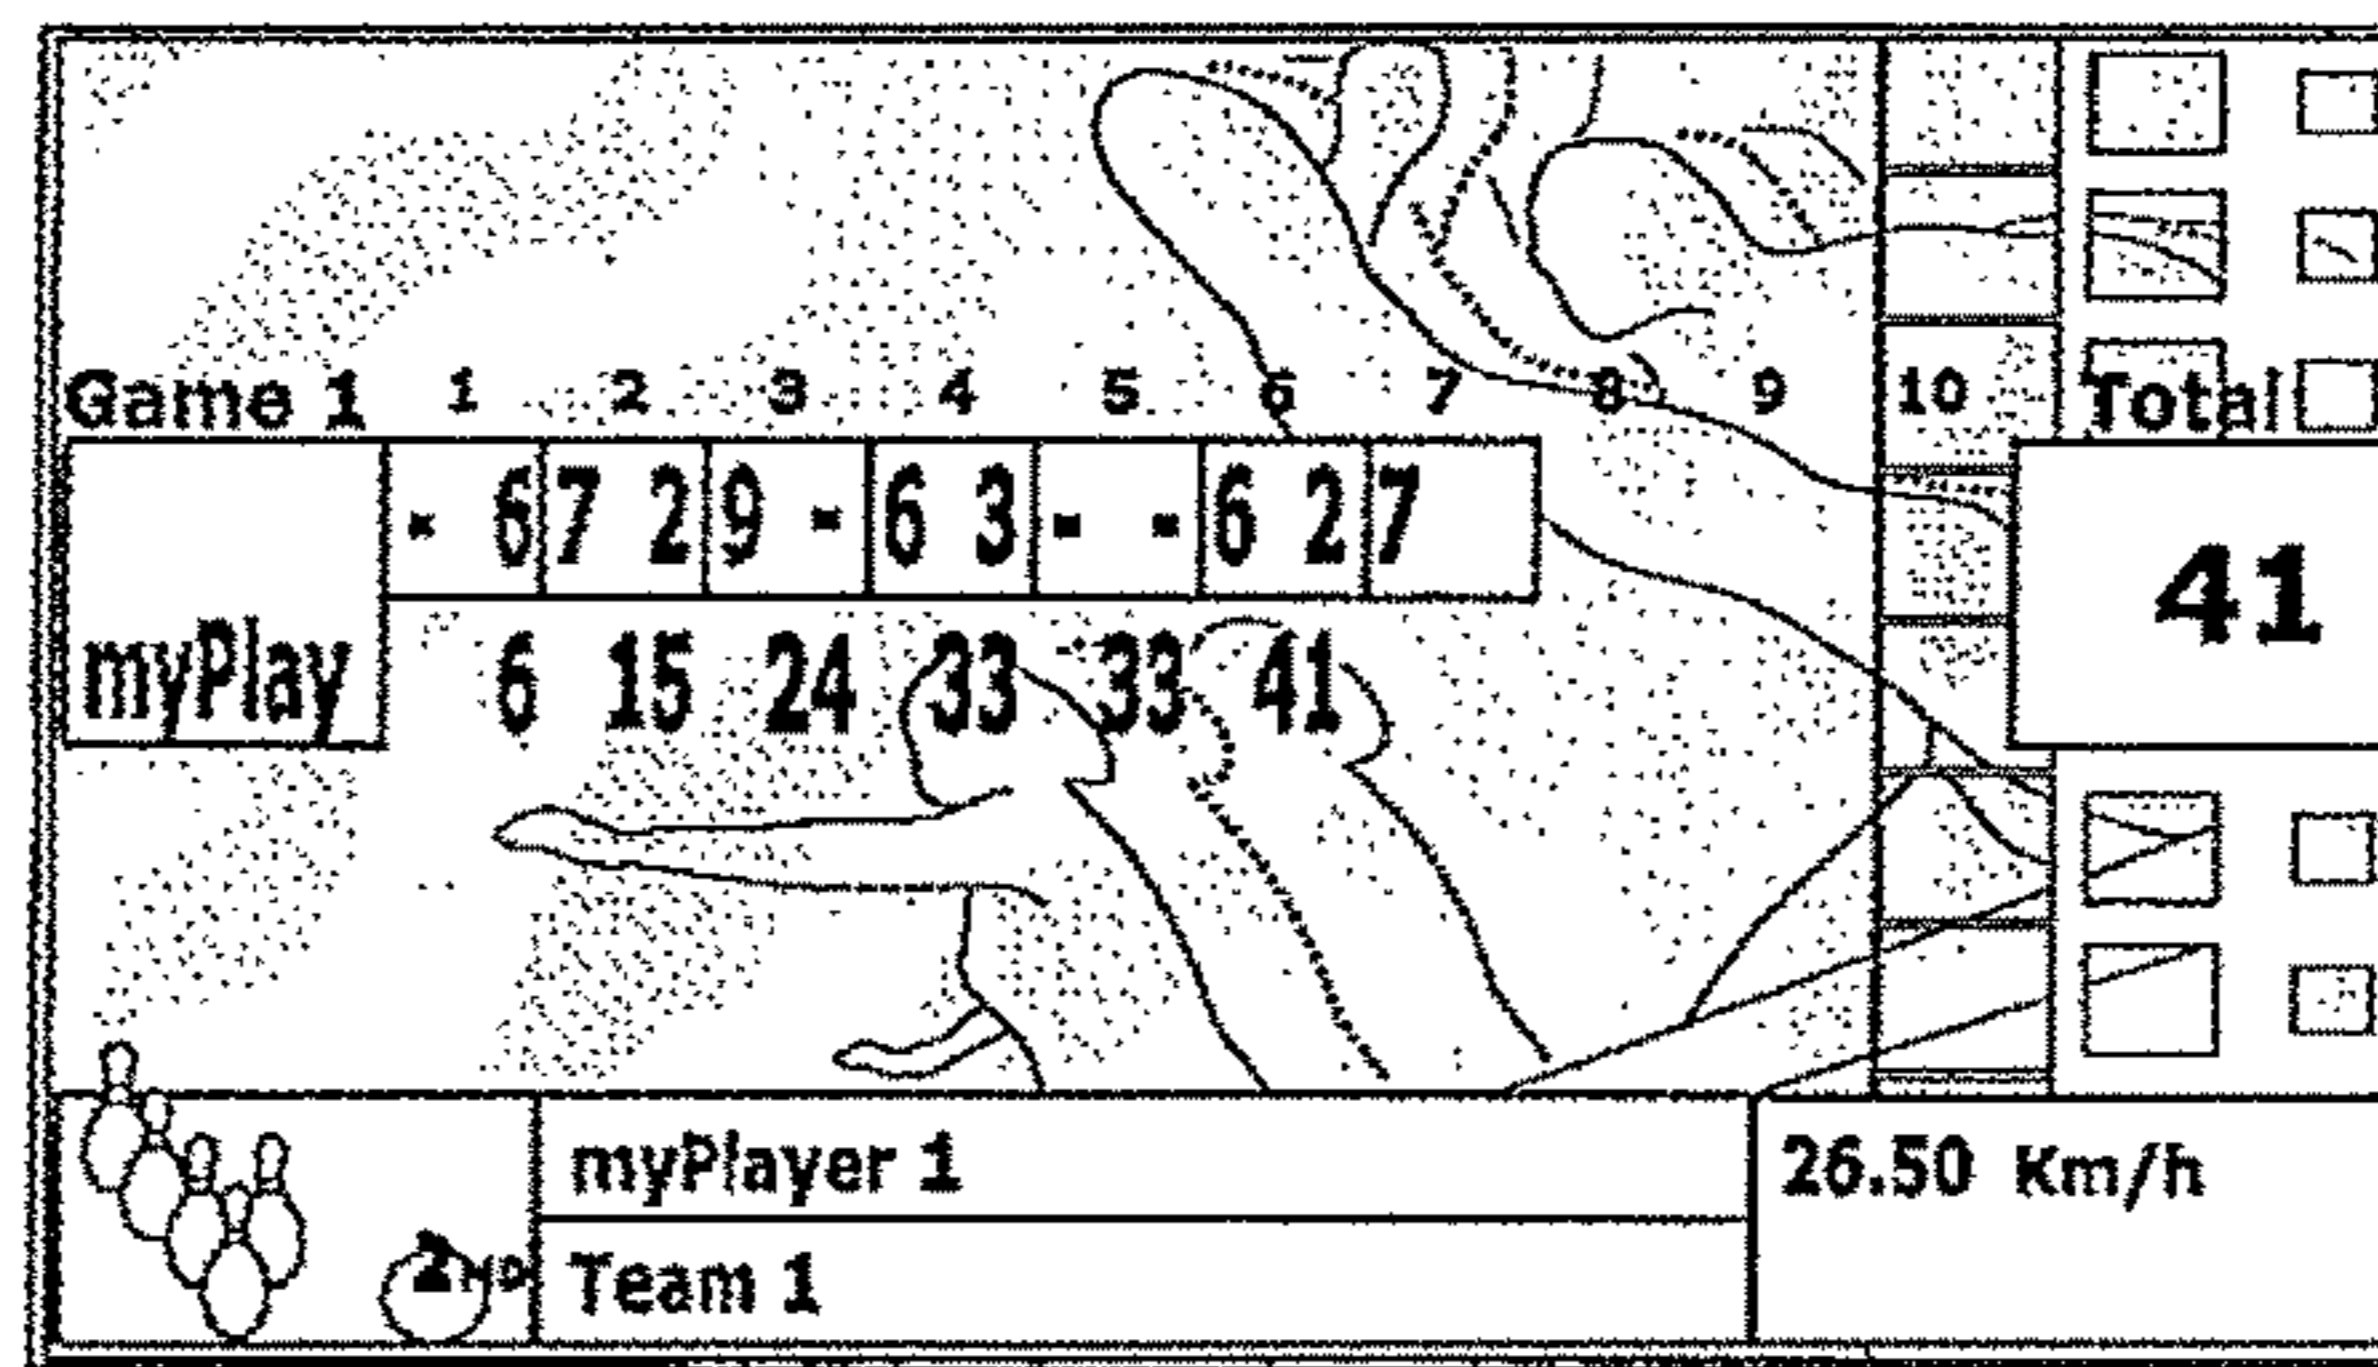 Game 1 1 2 3 4 5 6 7 8 9 10 Total
- 6 7 2 9 - 6 3 - - 6 2 7
41
myPlay 6 15 24 33 33 41
myPlayer 1 26.50 Km/h
2ND Team 1